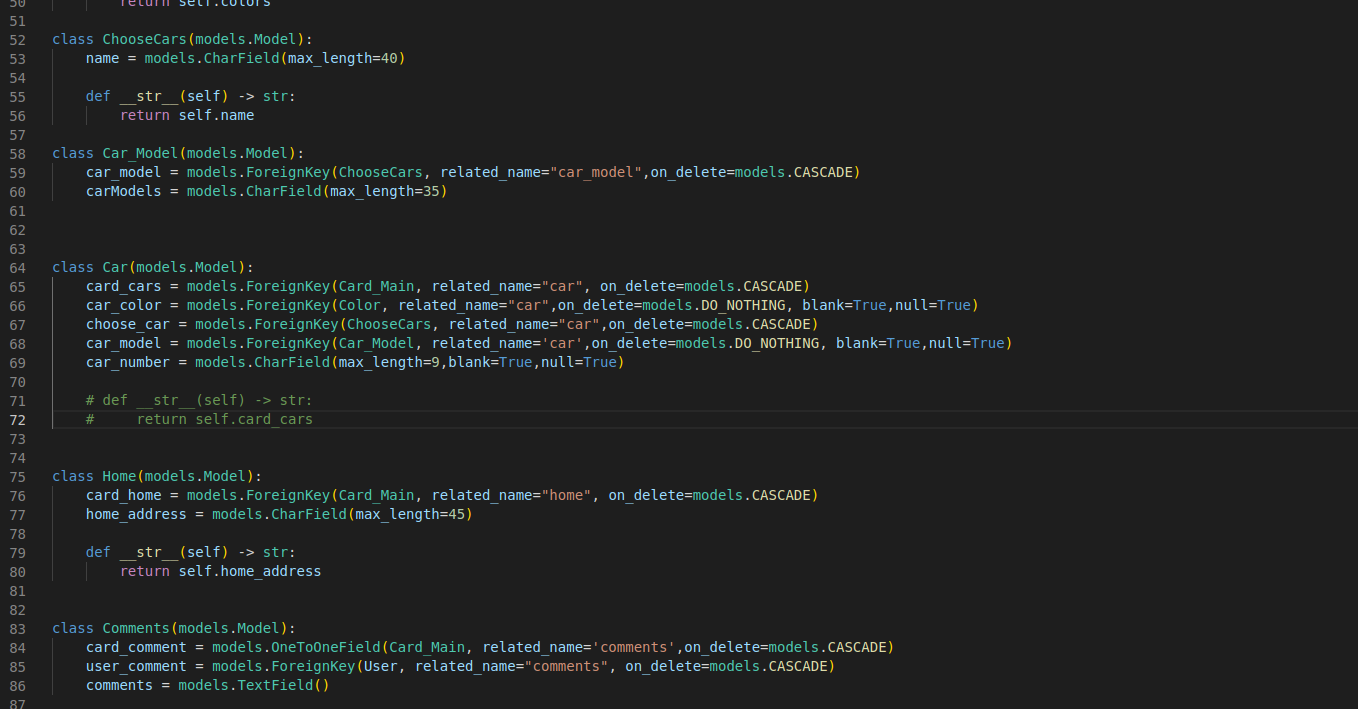 50            return self.colors
51
52    class ChooseCars(models.Model):
53        name = models.CharField(max_length=40)
54
55        def __str__(self) -> str:
56            return self.name
57
58    class Car_Model(models.Model):
59        car_model = models.ForeignKey(ChooseCars, related_name="car_model",on_delete=models.CASCADE)
60        carModels = models.CharField(max_length=35)
61
62
63
64    class Car(models.Model):
65        card_cars = models.ForeignKey(Card_Main, related_name="car", on_delete=models.CASCADE)
66        car_color = models.ForeignKey(Color, related_name="car",on_delete=models.DO_NOTHING, blank=True,null=True)
67        choose_car = models.ForeignKey(ChooseCars, related_name="car",on_delete=models.CASCADE)
68        car_model = models.ForeignKey(Car_Model, related_name='car',on_delete=models.DO_NOTHING, blank=True,null=True)
69        car_number = models.CharField(max_length=9,blank=True,null=True)
70
71        # def __str__(self) -> str:
72        #     return self.card_cars
73
74
75    class Home(models.Model):
76        card_home = models.ForeignKey(Card_Main, related_name="home", on_delete=models.CASCADE)
77        home_address = models.CharField(max_length=45)
78
79        def __str__(self) -> str:
80            return self.home_address
81
82
83    class Comments(models.Model):
84        card_comment = models.OneToOneField(Card_Main, related_name='comments',on_delete=models.CASCADE)
85        user_comment = models.ForeignKey(User, related_name="comments", on_delete=models.CASCADE)
86        comments = models.TextField()
87